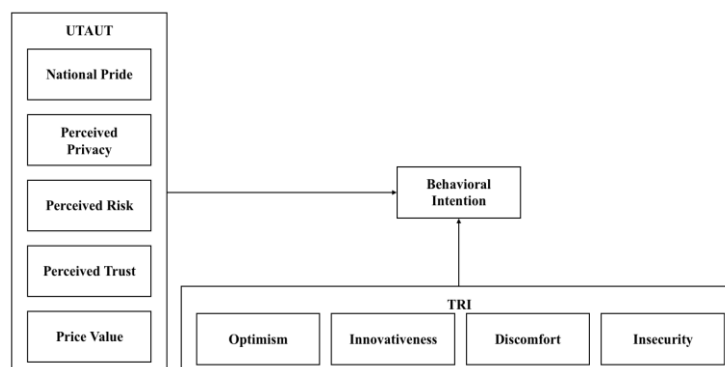 UTAUT
National Pride
Perceived
Privacy
Perceived Risk
Perceived Trust
Price Value
Behavioral
Intention
TRI
Optimism
Innovativeness
Discomfort
Insecurity